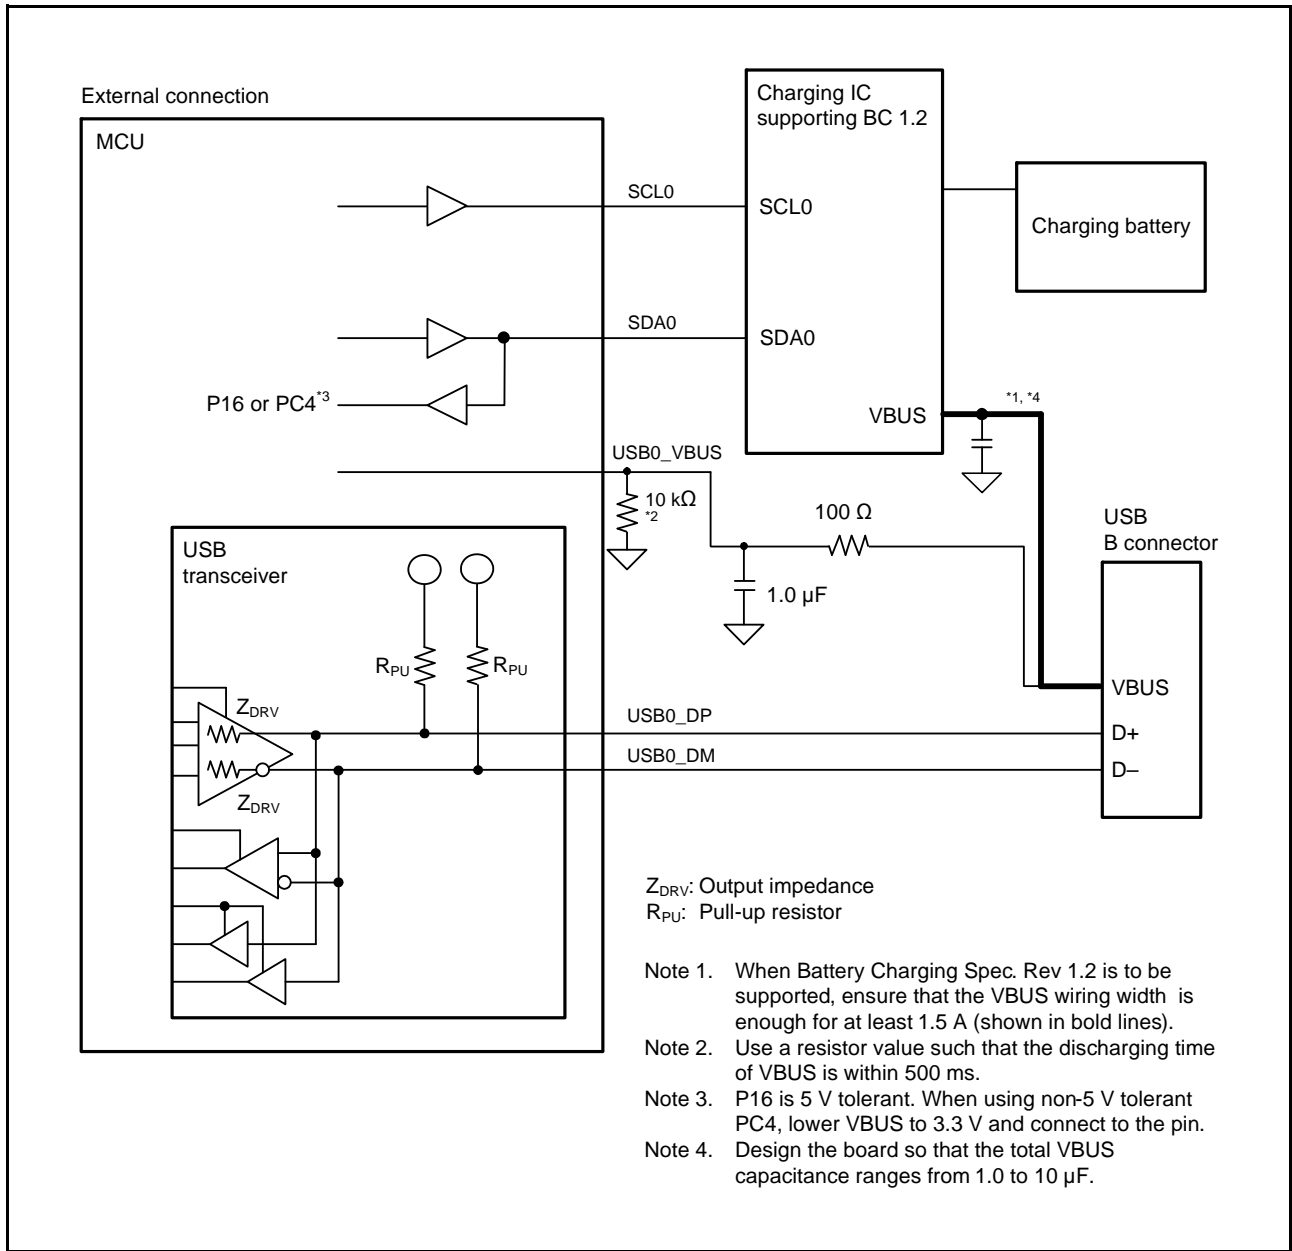 External connection
MCU
Charging IC
supporting BC 1.2
SCL0
SCL0
Charging battery
SDA0
SDA0
P16 or PC4*3
VBUS
*1, *4
USB0_VBUS
10 kΩ
*2
100 Ω
1.0 µF
USB
B connector
USB
transceiver
RPU
RPU
VBUS
ZDRV
USB0_DP
D+
USB0_DM
D–
ZDRV
ZDRV: Output impedance
RPU: Pull-up resistor
Note 1. When Battery Charging Spec. Rev 1.2 is to be
supported, ensure that the VBUS wiring width is
enough for at least 1.5 A (shown in bold lines).
Note 2. Use a resistor value such that the discharging time
of VBUS is within 500 ms.
Note 3. P16 is 5 V tolerant. When using non-5 V tolerant
PC4, lower VBUS to 3.3 V and connect to the pin.
Note 4. Design the board so that the total VBUS
capacitance ranges from 1.0 to 10 µF.